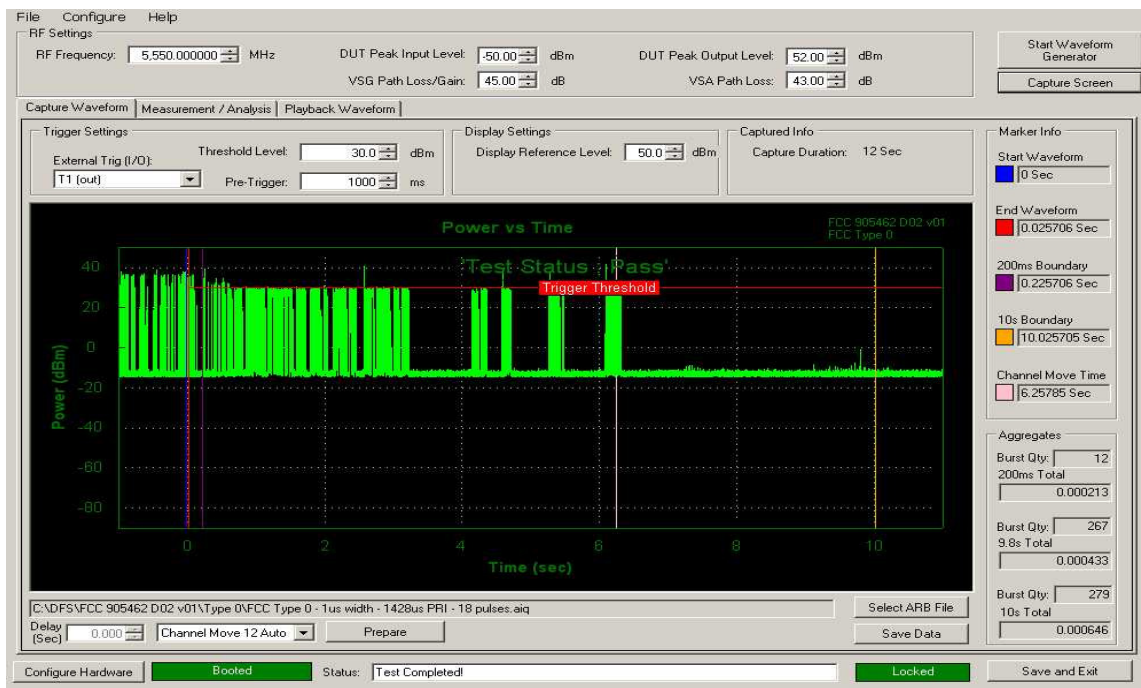 File Configure Help
RF Settings
RF Frequency: 5,550.000000 MHz
DUT Peak Input Level: -50.00 dBm
DUT Peak Output Level: 52.00 dBm
VSG Path Loss/Gain: 45.00 dB
VSA Path Loss: 43.00 dB
Start Waveform
Generator
Capture Screen
Capture Waveform Measurement / Analysis Playback Waveform
Trigger Settings
External Trig (I/O):
T1 (out)
Threshold Level: 30.0 dBm
Pre-Trigger: 1000 ms
Display Settings
Display Reference Level: 50.0 dBm
Captured Info
Capture Duration: 12 Sec
Marker Info
Start Waveform
0 Sec
End Waveform
0.025706 Sec
200ms Boundary
0.225706 Sec
10s Boundary
10.025705 Sec
Channel Move Time
6.25785 Sec
Power vs Time
FCC 905462 D02 v01
FCC Type 0
'Test Status : Pass'
Trigger Threshold
Power (dBm)
40
20
0
-20
-40
-60
-80
0 2 4 6 8 10
Time (sec)
Aggregates
Burst Qty: 12
200ms Total
0.000213
Burst Qty: 267
9.8s Total
0.000433
Burst Qty: 279
10s Total
0.000646
C:\DFS\FCC 905462 D02 v01\Type 0\FCC Type 0 - 1us width - 1428us PRI - 18 pulses.aiq
Select ARB File
Delay
(Sec) 0.000 Channel Move 12 Auto Prepare
Save Data
Configure Hardware Booted Status: Test Completed! Locked Save and Exit